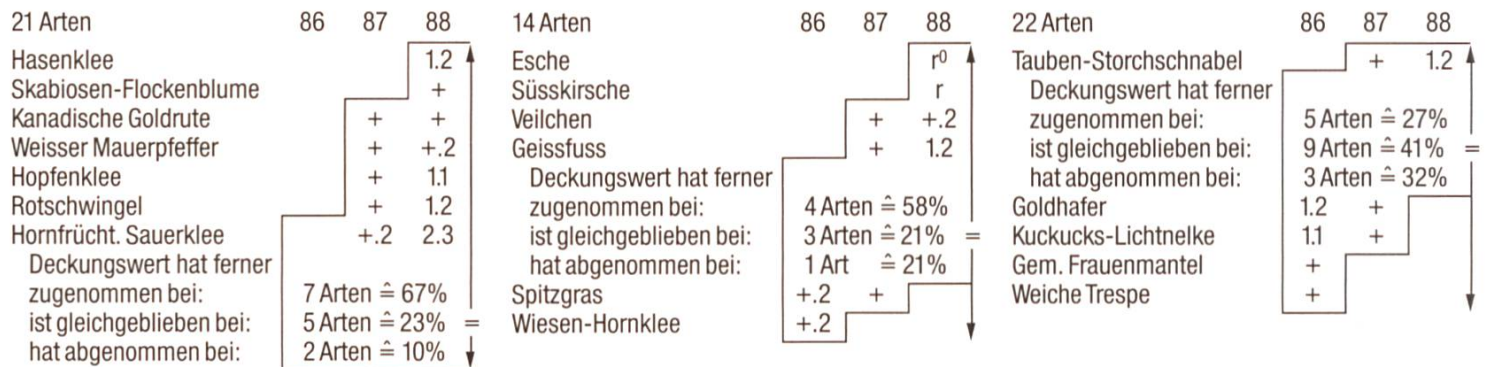 21 Arten 86 87 88
Hasenklee 1.2
Skabiosen-Flockenblume +
Kanadische Goldrute + +
Weisser Mauerpfeffer + +.2
Hopfenklee + 1.1
Rotschwingel + 1.2
Hornfrücht. Sauerklee +.2 2.3
Deckungswert hat ferner
zugenommen bei: 7 Arten ≙ 67%
ist gleichgeblieben bei: 5 Arten ≙ 23% =
hat abgenommen bei: 2 Arten ≙ 10%
14 Arten 86 87 88
Esche r⁰
Süsskirsche r
Veilchen + +.2
Geissfuss + 1.2
Deckungswert hat ferner
zugenommen bei: 4 Arten ≙ 58%
ist gleichgeblieben bei: 3 Arten ≙ 21% =
hat abgenommen bei: 1 Art ≙ 21%
Spitzgras +.2 +
Wiesen-Hornklee +.2
22 Arten 86 87 88
Tauben-Storchschnabel + 1.2
Deckungswert hat ferner
zugenommen bei: 5 Arten ≙ 27%
ist gleichgeblieben bei: 9 Arten ≙ 41% =
hat abgenommen bei: 3 Arten ≙ 32%
Goldhafer 1.2 +
Kuckucks-Lichtnelke 1.1 +
Gem. Frauenmantel +
Weiche Trespe +